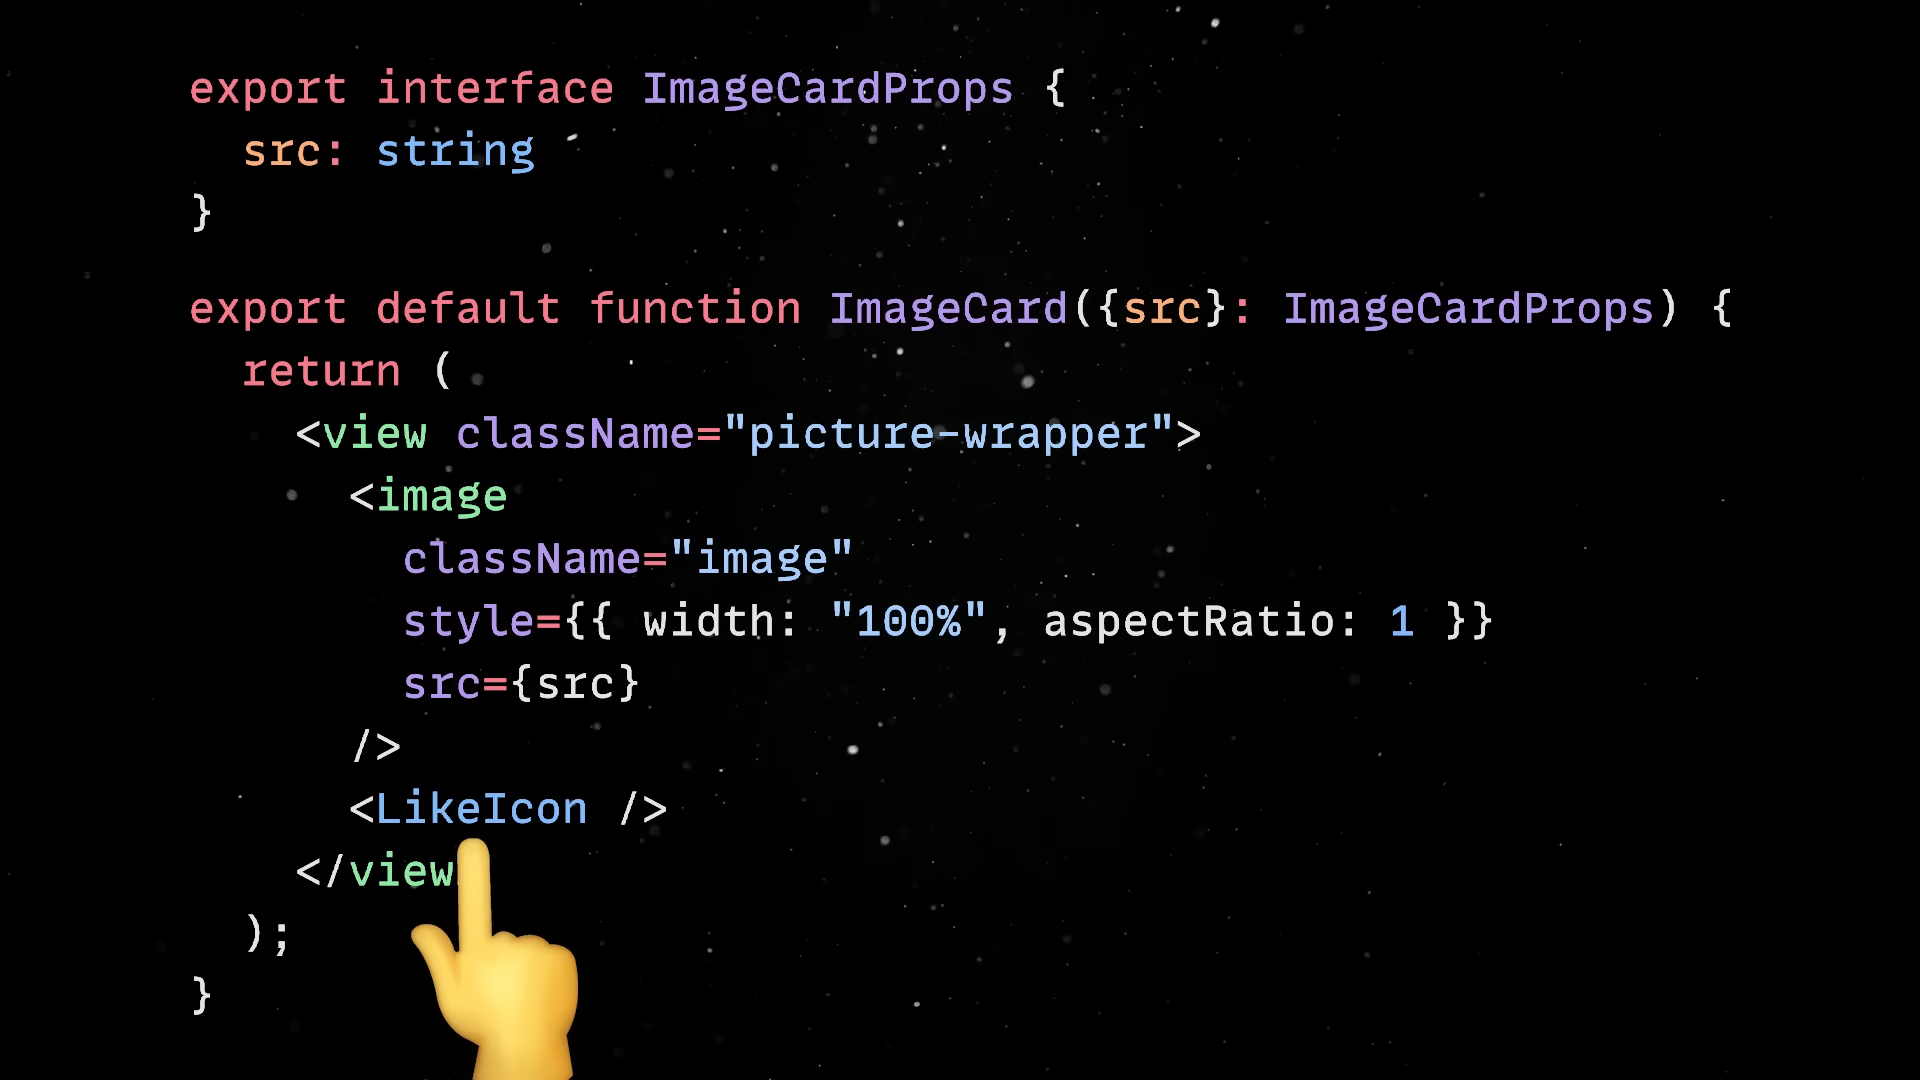 export interface ImageCardProps {
  src: string
}
export default function ImageCard({src}: ImageCardProps) {
  return (
    <view className="picture-wrapper">
      <image
        className="image"
        style={{ width: "100%", aspectRatio: 1 }}
        src={src}
      />
      <LikeIcon />
    </view
  );
}